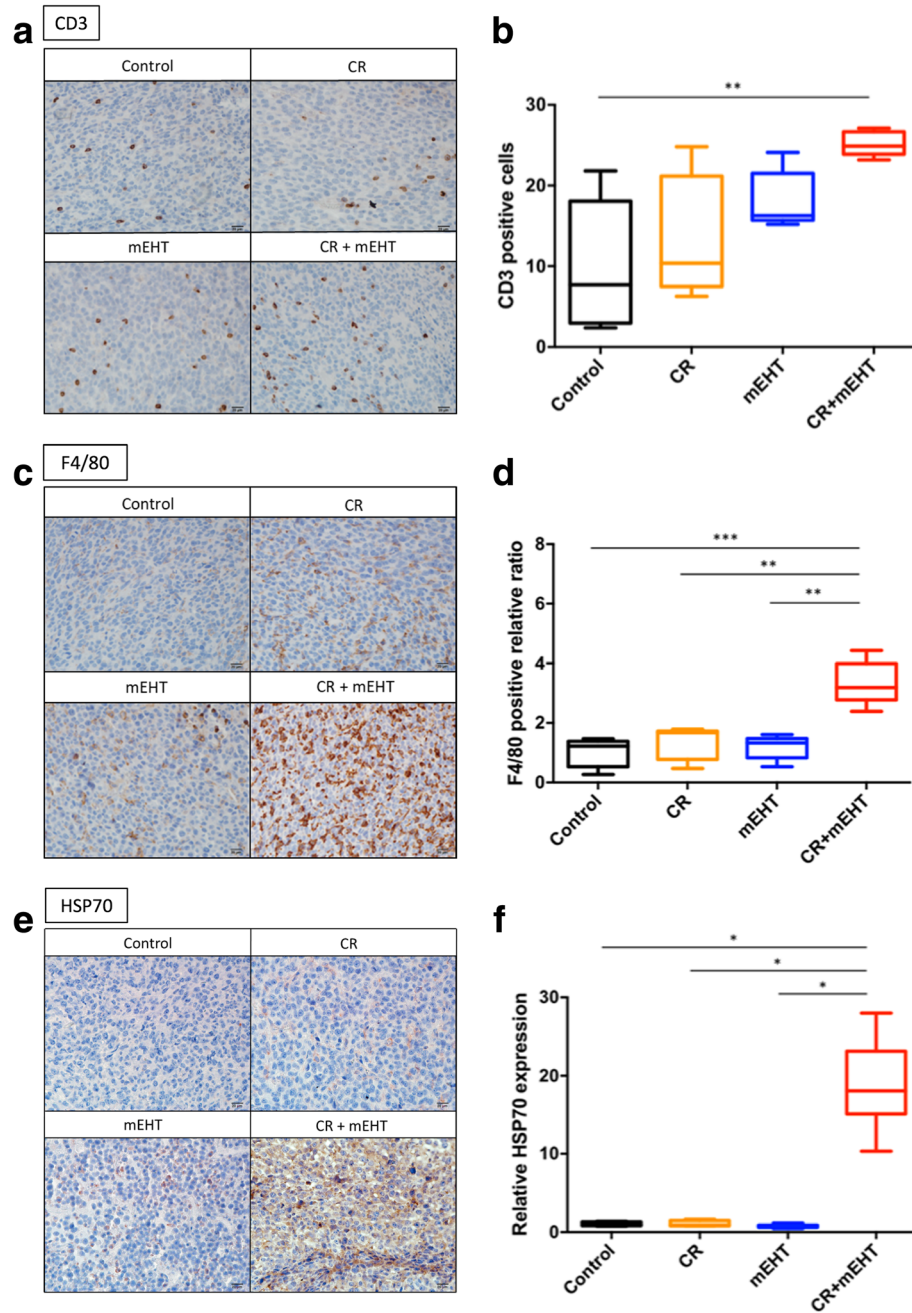 a
CD3
Control
CR
mEHT
CR + mEHT
b
**
CD3 positive cells
30
20
10
0
Control
CR
mEHT
CR+mEHT
c
F4/80
Control
CR
mEHT
CR + mEHT
d
***
**
**
F4/80 positive relative ratio
8
6
4
2
0
Control
CR
mEHT
CR+mEHT
e
HSP70
Control
CR
mEHT
CR + mEHT
f
*
*
*
Relative HSP70 expression
30
20
10
0
Control
CR
mEHT
CR+mEHT